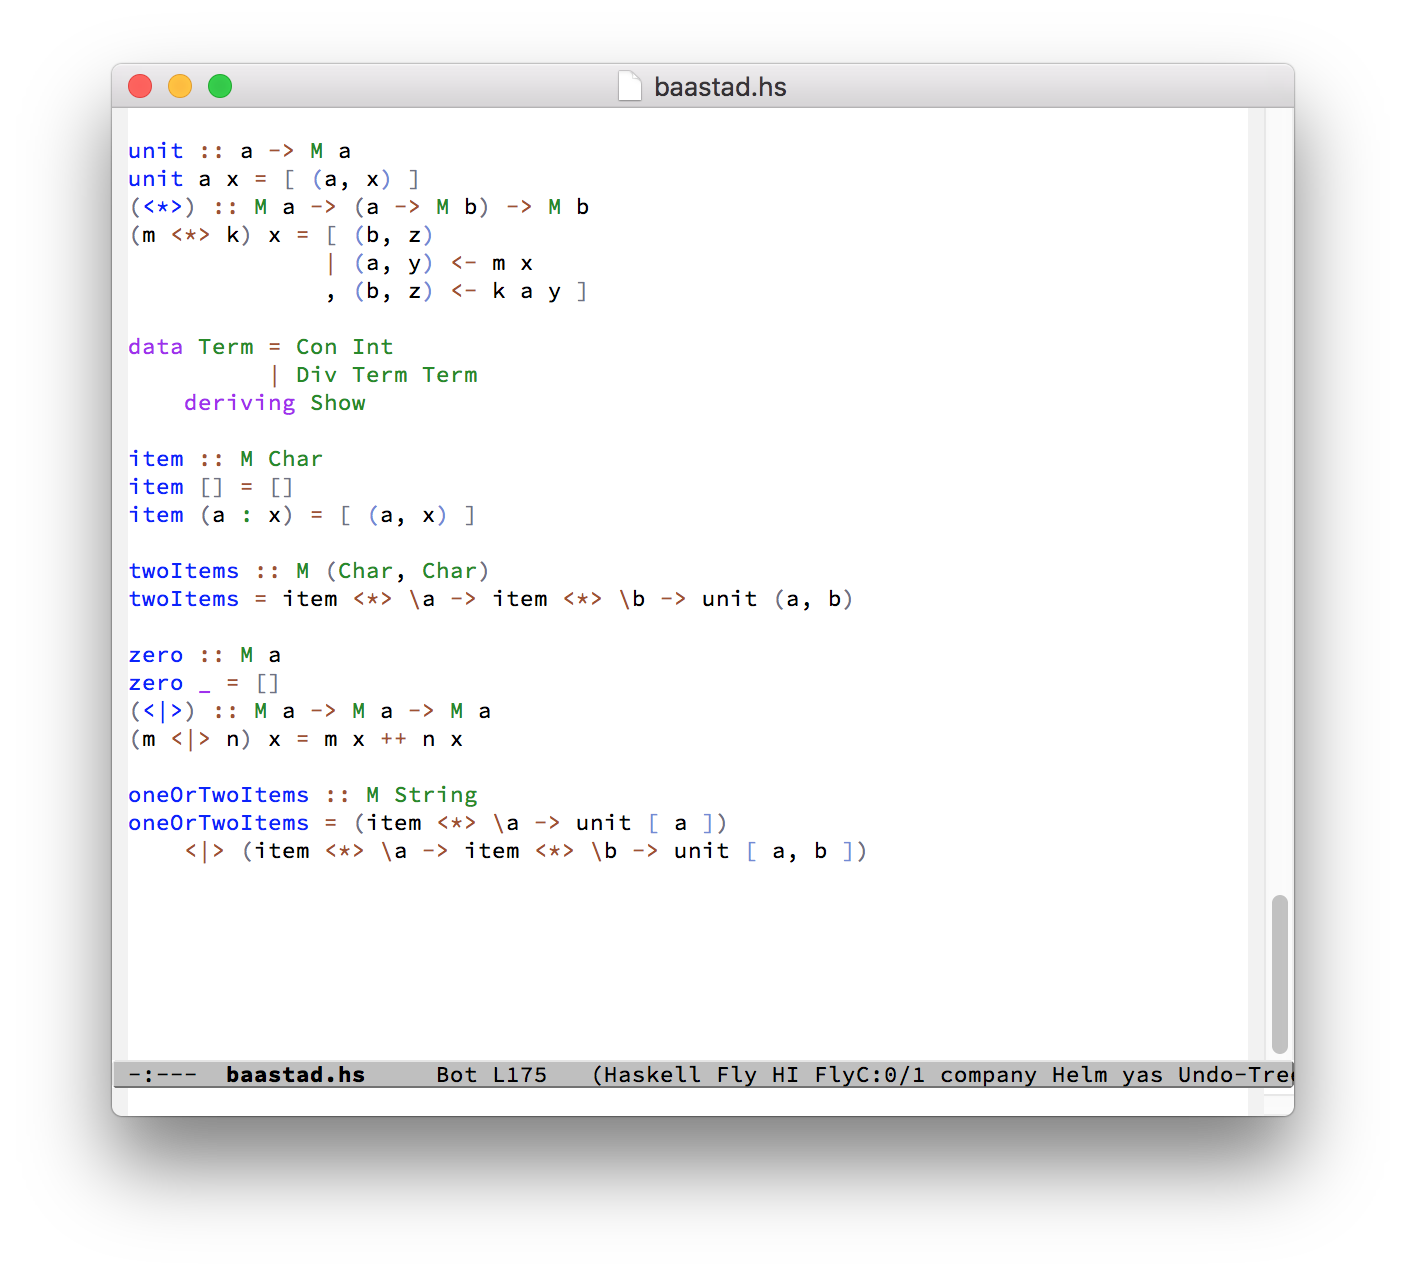 baastad.hs
unit :: a -> M a
unit a x = [ (a, x) ]
(<*>) :: M a -> (a -> M b) -> M b
(m <*> k) x = [ (b, z)
              | (a, y) <- m x
              , (b, z) <- k a y ]
data Term = Con Int
          | Div Term Term
    deriving Show
item :: M Char
item [] = []
item (a : x) = [ (a, x) ]
twoItems :: M (Char, Char)
twoItems = item <*> \a -> item <*> \b -> unit (a, b)
zero :: M a
zero _ = []
(<|>) :: M a -> M a -> M a
(m <|> n) x = m x ++ n x
oneOrTwoItems :: M String
oneOrTwoItems = (item <*> \a -> unit [ a ])
    <|> (item <*> \a -> item <*> \b -> unit [ a, b ])
-:--- baastad.hs Bot L175 (Haskell Fly HI FlyC:0/1 company Helm yas Undo-Tree